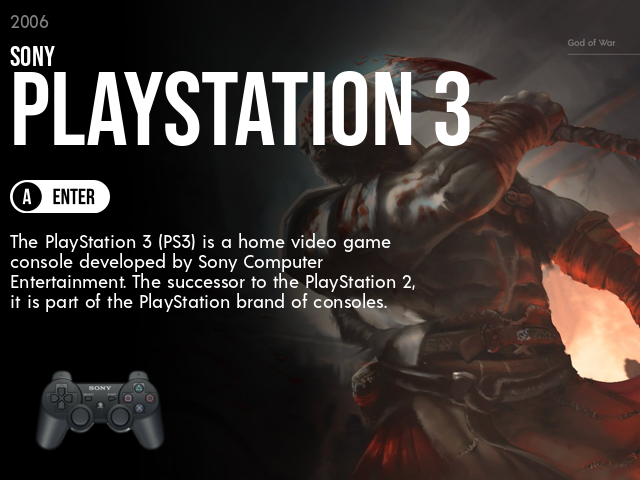 2006
God of War
SONY
PLAYSTATION 3
A ENTER
The PlayStation 3 (PS3) is a home video game
console developed by Sony Computer
Entertainment. The successor to the PlayStation 2,
it is part of the PlayStation brand of consoles.
SONY